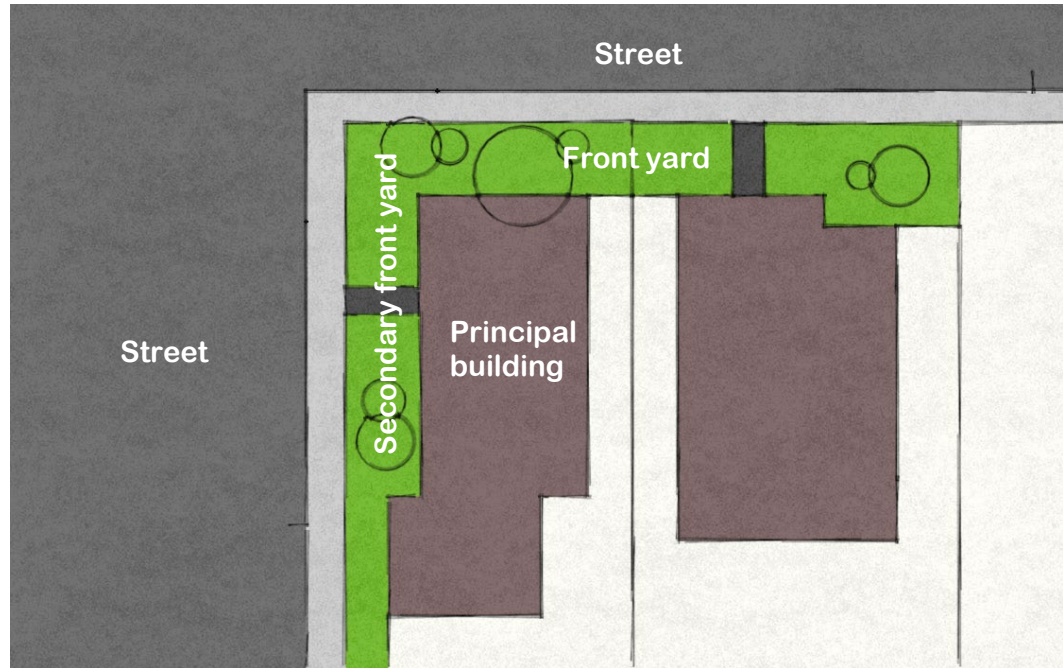 Street
Front yard
Secondary front yard
Principal
building
Street